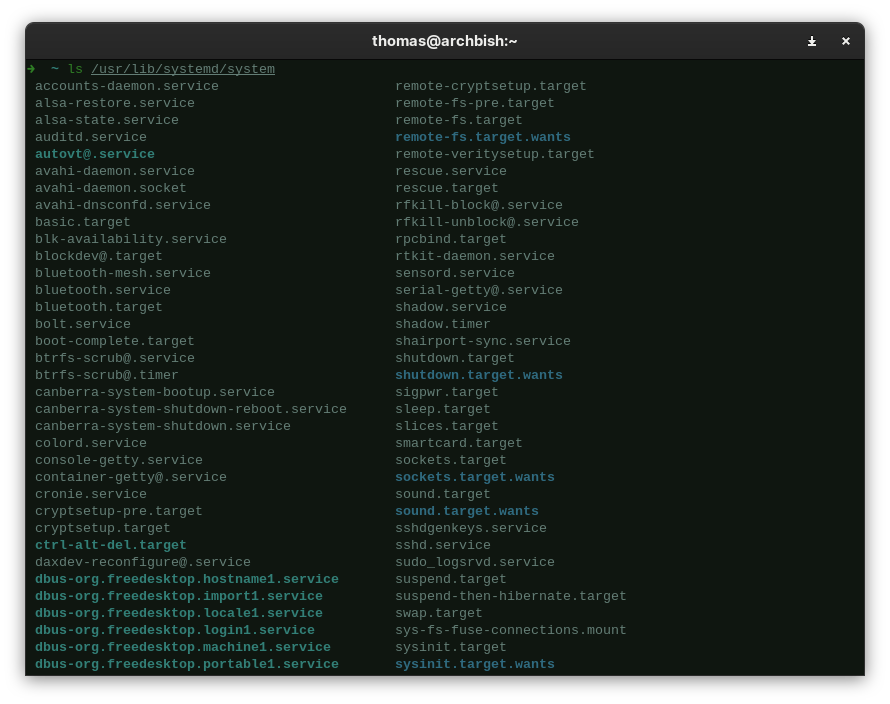 thomas@archbish:~
➜  ~ ls /usr/lib/systemd/system
accounts-daemon.service remote-cryptsetup.target
alsa-restore.service remote-fs-pre.target
alsa-state.service remote-fs.target
auditd.service remote-fs.target.wants
autovt@.service remote-veritysetup.target
avahi-daemon.service rescue.service
avahi-daemon.socket rescue.target
avahi-dnsconfd.service rfkill-block@.service
basic.target rfkill-unblock@.service
blk-availability.service rpcbind.target
blockdev@.target rtkit-daemon.service
bluetooth-mesh.service sensord.service
bluetooth.service serial-getty@.service
bluetooth.target shadow.service
bolt.service shadow.timer
boot-complete.target shairport-sync.service
btrfs-scrub@.service shutdown.target
btrfs-scrub@.timer shutdown.target.wants
canberra-system-bootup.service sigpwr.target
canberra-system-shutdown-reboot.service sleep.target
canberra-system-shutdown.service slices.target
colord.service smartcard.target
console-getty.service sockets.target
container-getty@.service sockets.target.wants
cronie.service sound.target
cryptsetup-pre.target sound.target.wants
cryptsetup.target sshdgenkeys.service
ctrl-alt-del.target sshd.service
daxdev-reconfigure@.service sudo_logsrvd.service
dbus-org.freedesktop.hostname1.service suspend.target
dbus-org.freedesktop.import1.service suspend-then-hibernate.target
dbus-org.freedesktop.locale1.service swap.target
dbus-org.freedesktop.login1.service sys-fs-fuse-connections.mount
dbus-org.freedesktop.machine1.service sysinit.target
dbus-org.freedesktop.portable1.service sysinit.target.wants